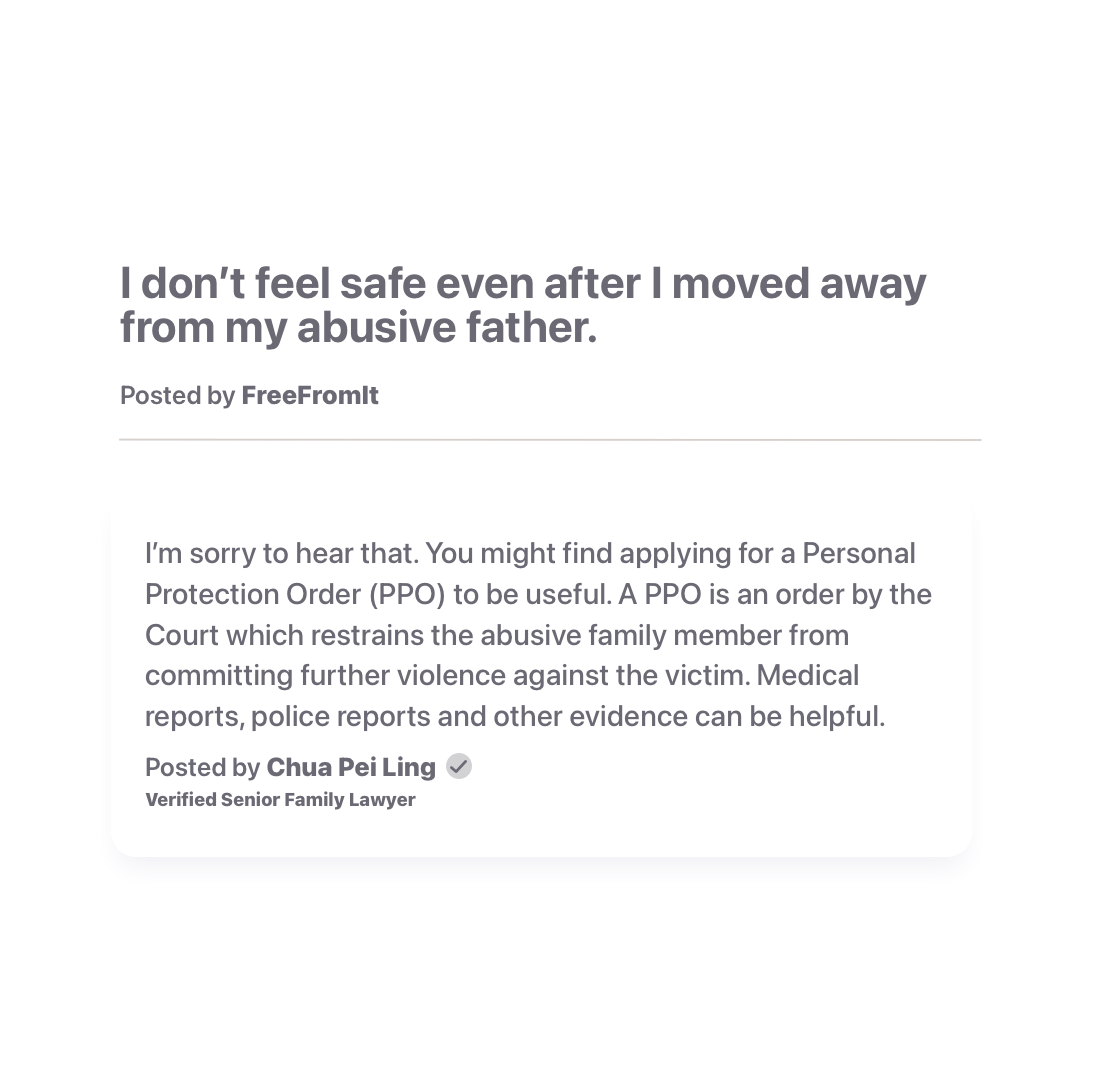 I don’t feel safe even after I moved away
from my abusive father.
Posted by FreeFromIt
I’m sorry to hear that. You might find applying for a Personal
Protection Order (PPO) to be useful. A PPO is an order by the
Court which restrains the abusive family member from
committing further violence against the victim. Medical
reports, police reports and other evidence can be helpful.
Posted by Chua Pei Ling
Verified Senior Family Lawyer